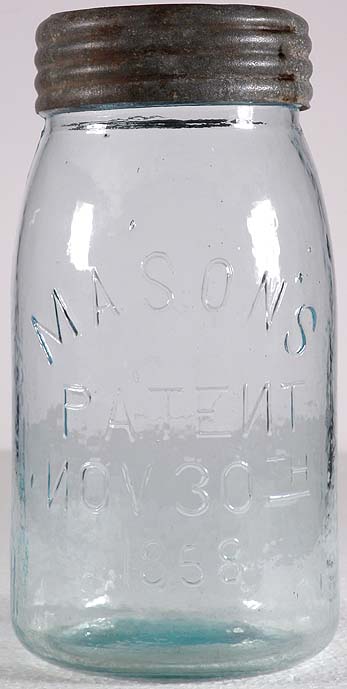 MASON'S
PATENT
NOV 30TH
1858